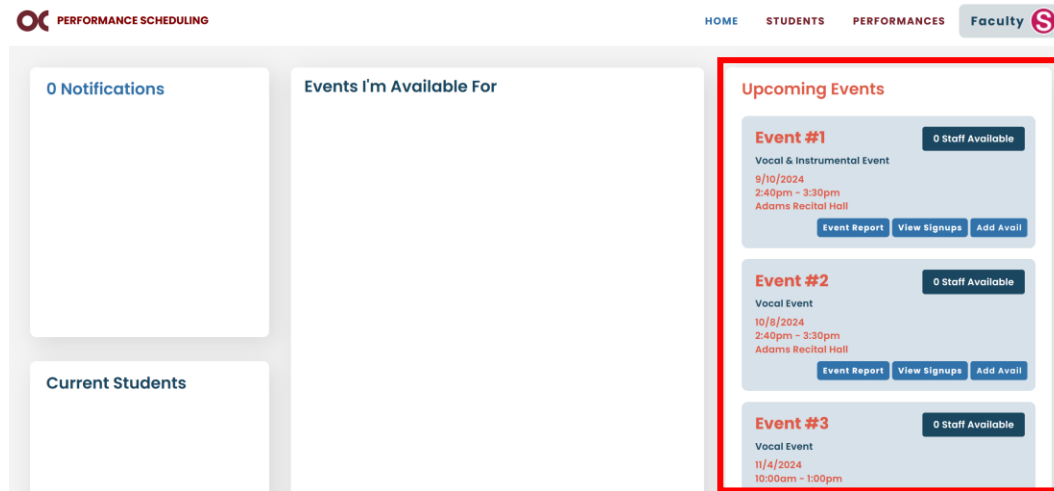 OC PERFORMANCE SCHEDULING
HOME STUDENTS PERFORMANCES Faculty S
0 Notifications
Current Students
Events I'm Available For
Upcoming Events
Event #1
0 Staff Available
Vocal & Instrumental Event
9/10/2024
2:40pm - 3:30pm
Adams Recital Hall
Event Report View Signups Add Avail
Event #2
0 Staff Available
Vocal Event
10/8/2024
2:40pm - 3:30pm
Adams Recital Hall
Event Report View Signups Add Avail
Event #3
0 Staff Available
Vocal Event
11/4/2024
10:00am - 1:00pm